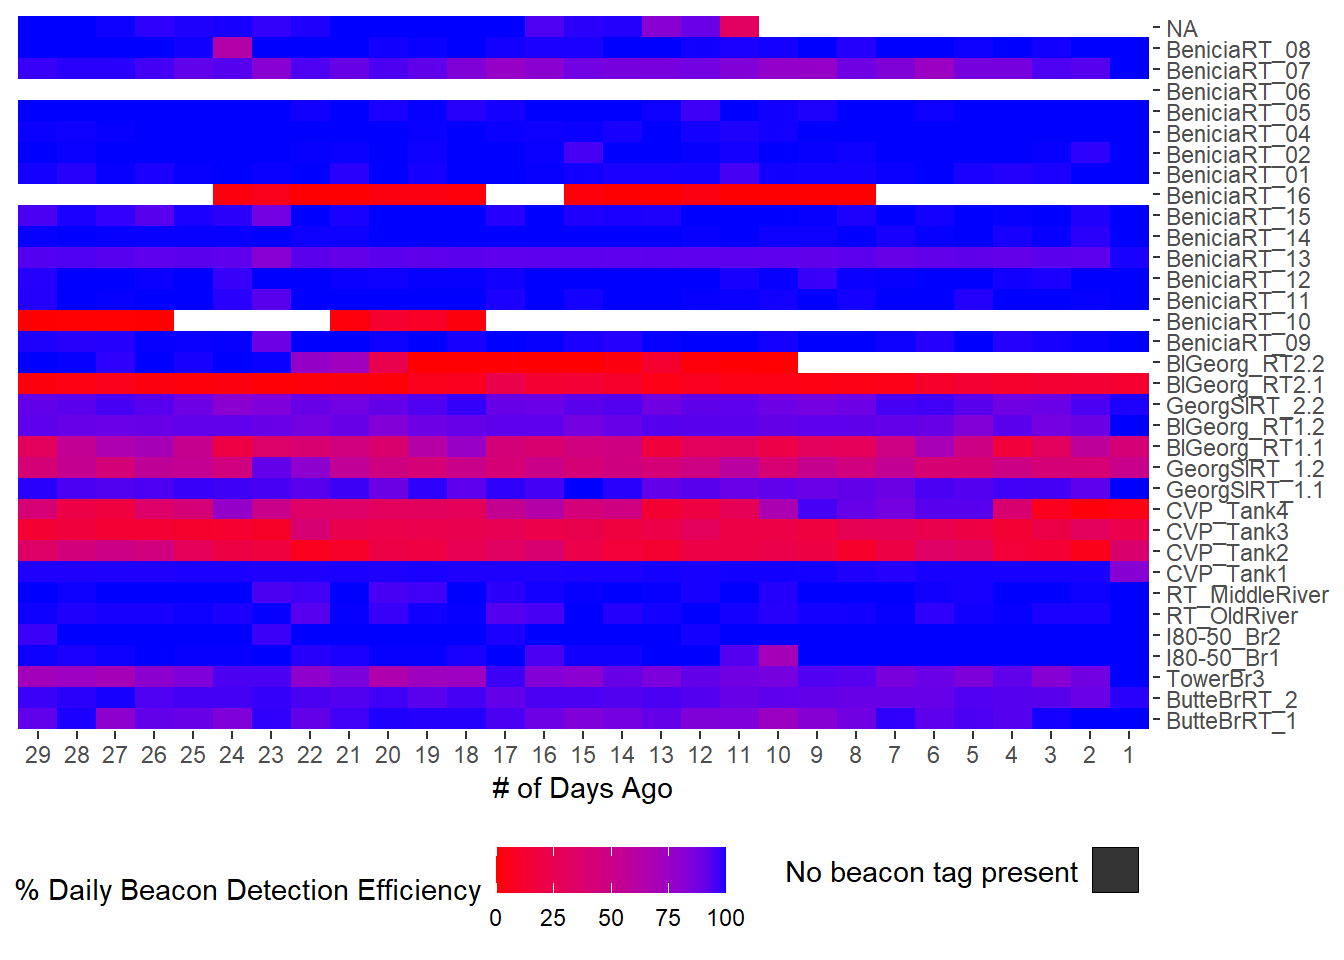 NA
BeniciaRT_08
BeniciaRT_07
BeniciaRT_06
BeniciaRT_05
BeniciaRT_04
BeniciaRT_02
BeniciaRT_01
BeniciaRT_16
BeniciaRT_15
BeniciaRT_14
BeniciaRT_13
BeniciaRT_12
BeniciaRT_11
BeniciaRT_10
BeniciaRT_09
BlGeorg_RT2.2
BlGeorg_RT2.1
GeorgSlRT_2.2
BlGeorg_RT1.2
BlGeorg_RT1.1
GeorgSlRT_1.2
GeorgSlRT_1.1
CVP_Tank4
CVP_Tank3
CVP_Tank2
CVP_Tank1
RT_MiddleRiver
RT_OldRiver
I80-50_Br2
I80-50_Br1
TowerBr3
ButteBrRT_2
ButteBrRT_1
29 28 27 26 25 24 23 22 21 20 19 18 17 16 15 14 13 12 11 10 9 8 7 6 5 4 3 2 1
# of Days Ago
% Daily Beacon Detection Efficiency
0 25 50 75 100
No beacon tag present